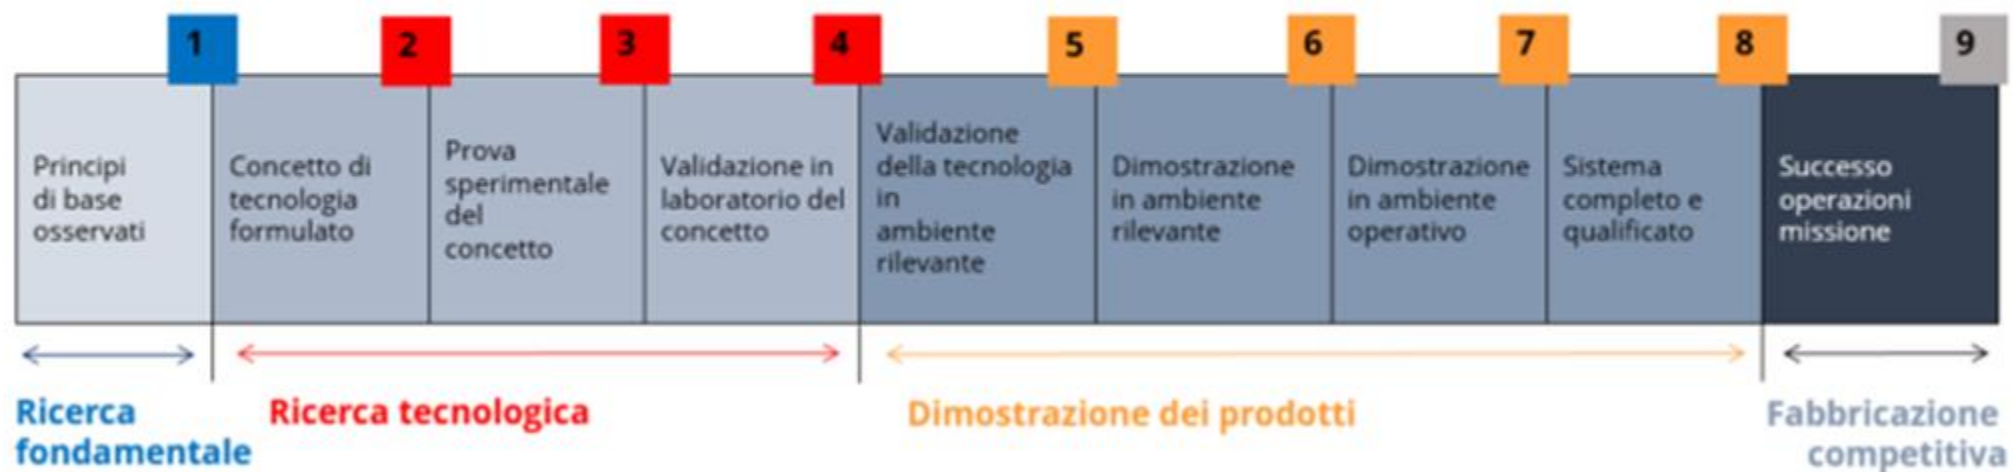 1
2
3
4
5
6
7
8
9
Principi
di base
osservati
Concetto di
tecnologia
formulato
Prova
sperimentale
del
concetto
Validazione in
laboratorio del
concetto
Validazione
della tecnologia
in
ambiente
rilevante
Dimostrazione
in ambiente
rilevante
Dimostrazione
in ambiente
operativo
Sistema
completo e
qualificato
Successo
operazioni
missione
Ricerca
fondamentale
Ricerca tecnologica
Dimostrazione dei prodotti
Fabbricazione
competitiva